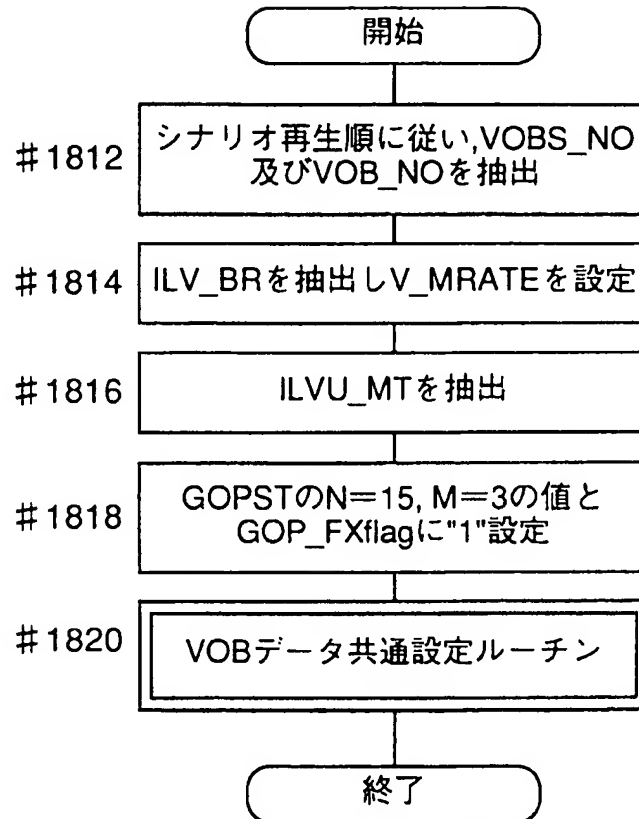 開始
#1812
シナリオ再生順に従い,VOBS_NO
及びVOB_NOを抽出
#1814
ILV_BRを抽出しV_MRATEを設定
#1816
ILVU_MTを抽出
#1818
GOPSTのN=15, M=3の値と
GOP_FXflagに"1"設定
#1820
VOBデータ共通設定ルーチン
終了